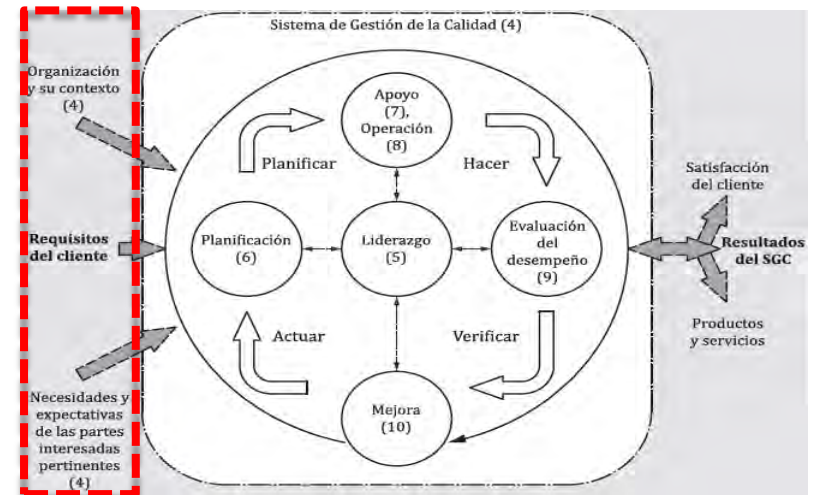 Sistema de Gestión de la Calidad (4)
Organización
y su contexto
(4)
Requisitos
del cliente
Necesidades y
expectativas
de las partes
interesadas
pertinentes
(4)
Apoyo
(7),
Operación
(8)
Planificar
Hacer
Planificación
(6)
Liderazgo
(5)
Evaluación
del
desempeño
(9)
Actuar
Verificar
Mejora
(10)
Satisfacción
del cliente
Resultados
del SGC
Productos
y servicios